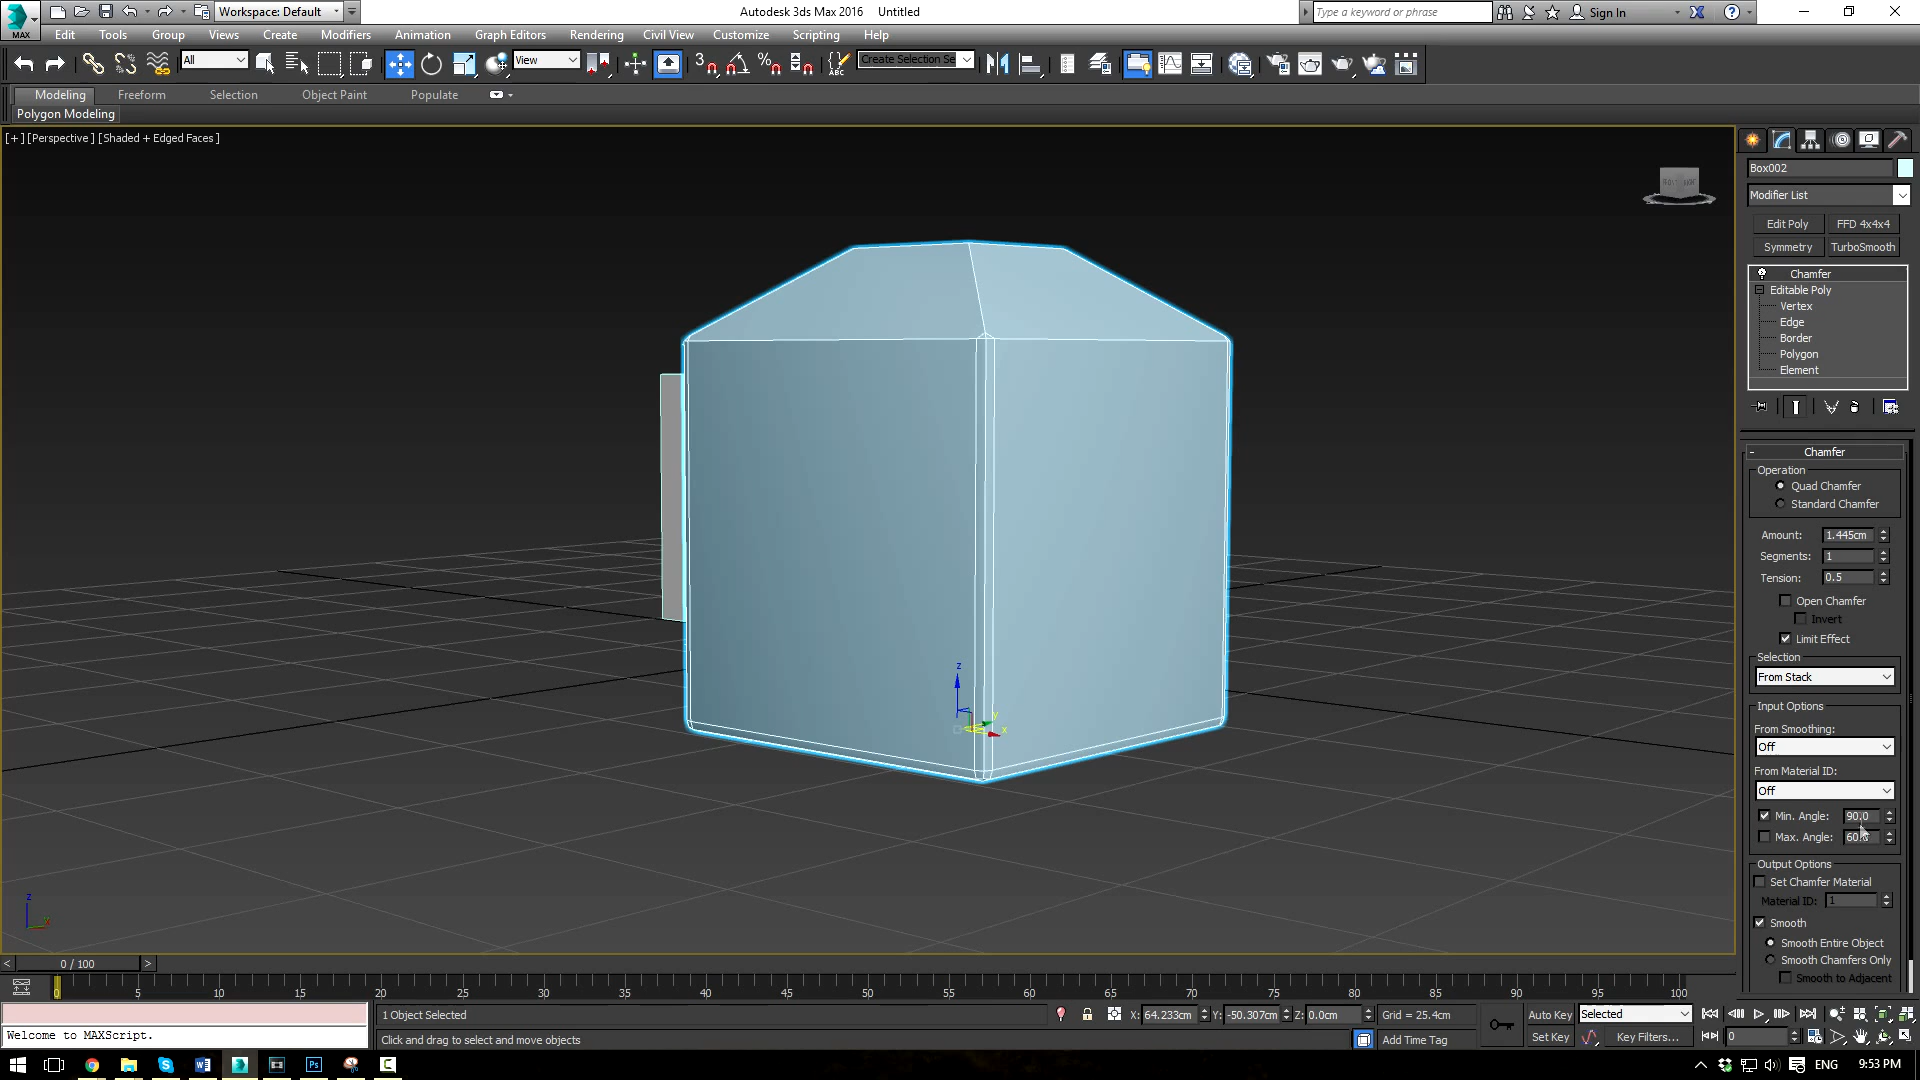 MAX
Workspace: Default
Autodesk 3ds Max 2016 Untitled
Type a keyword or phrase
Sign In
Edit Tools Group Views Create Modifiers Animation Graph Editors Rendering Civil View Customize Scripting Help
All
View
3
%
ABC
Create Selection Se
Modeling Freeform Selection Object Paint Populate
Polygon Modeling
[+] [Perspective] [Shaded + Edged Faces]
Box002
Modifier List
Edit Poly FFD 4x4x4
Symmetry TurboSmooth
Chamfer
Editable Poly
Vertex
Edge
Border
Polygon
Element
Chamfer
Operation
Quad Chamfer
Standard Chamfer
Amount: 1.445cm
Segments: 1
Tension: 0.5
Open Chamfer
Invert
Limit Effect
Selection
From Stack
Input Options
From Smoothing:
Off
From Material ID:
Off
Min. Angle: 90.0
Max. Angle:
Output Options
Set Chamfer Material
Material ID: 1
Smooth
Smooth Entire Object
Smooth Chamfers Only
Smooth to Adjacent
z
y
x
z
0 / 100
0 5 10 15 20 25 30 35 40 45 50 55 60 65 70 75 80 85 90 95 100
1 Object Selected
X: 64.233cm Y: -50.307cm Z: 0.0cm Grid = 25.4cm
Auto Key Selected
Welcome to MAXScript.
Click and drag to select and move objects
Add Time Tag
Set Key Key Filters... 0
ENG 9:53 PM